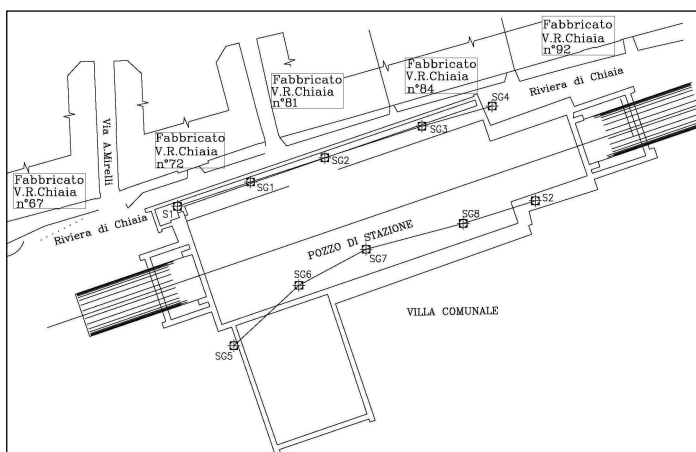 Fabbricato
V.R.Chiaia
n°92
Fabbricato
V.R.Chiaia
n°84
Fabbricato
V.R.Chiaia
n°81
Fabbricato
V.R.Chiaia
n°72
Fabbricato
V.R.Chiaia
n°67
Via A.Mirelli
Riviera di Chiaia
Riviera di Chiaia
SG4
SG3
SG2
SG1
S1
S2
SG8
SG7
SG6
SG5
POZZO DI STAZIONE
VILLA COMUNALE